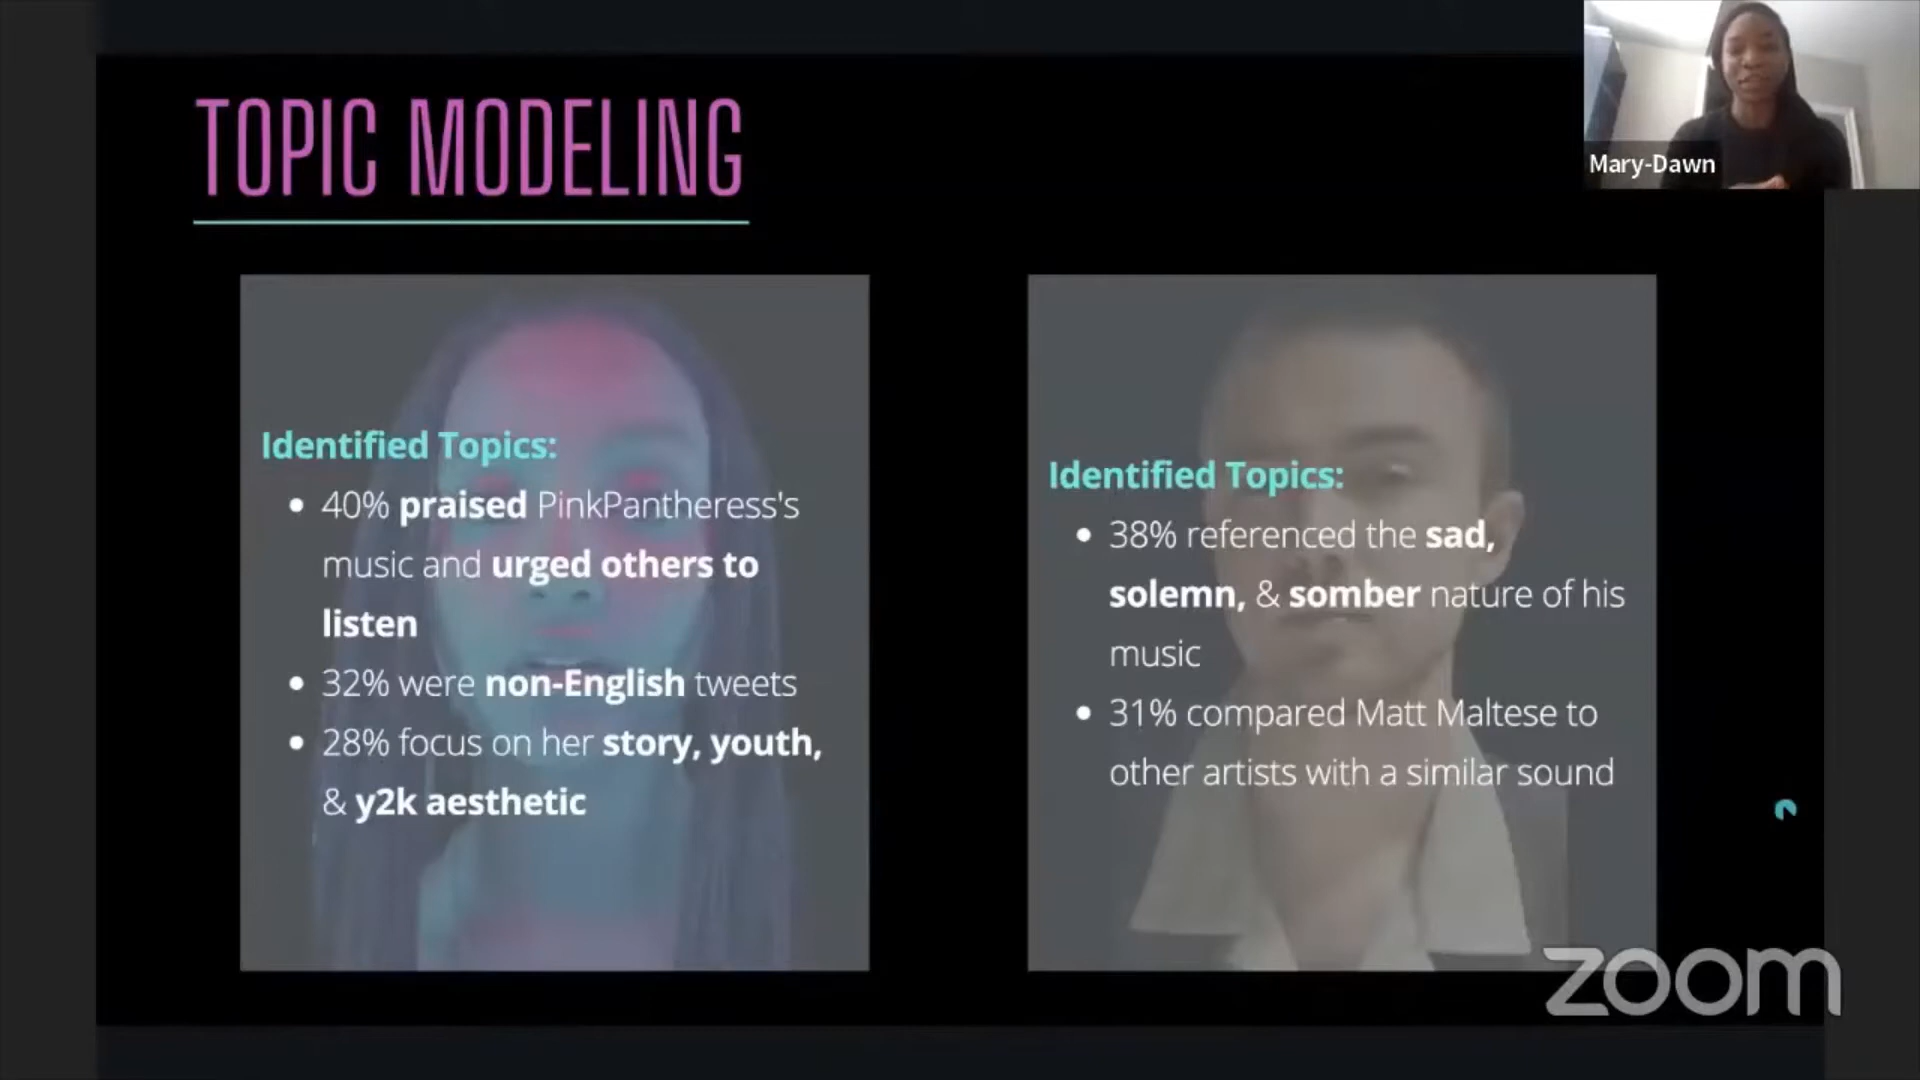 TOPIC MODELING
Mary-Dawn
Identified Topics:
• 40% praised PinkPantheress's
music and urged others to
listen
• 32% were non-English tweets
• 28% focus on her story, youth,
& y2k aesthetic
Identified Topics:
• 38% referenced the sad,
solemn, & somber nature of his
music
• 31% compared Matt Maltese to
other artists with a similar sound
zoom